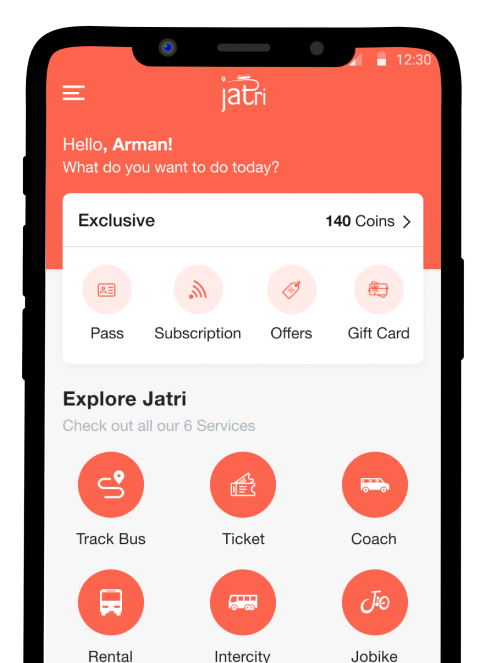 12:30
jatri
Hello, Arman!
What do you want to do today?
Exclusive 140 Coins >
Pass Subscription Offers Gift Card
Explore Jatri
Check out all our 6 Services
Track Bus Ticket Coach
Jio
Rental Intercity Jobike